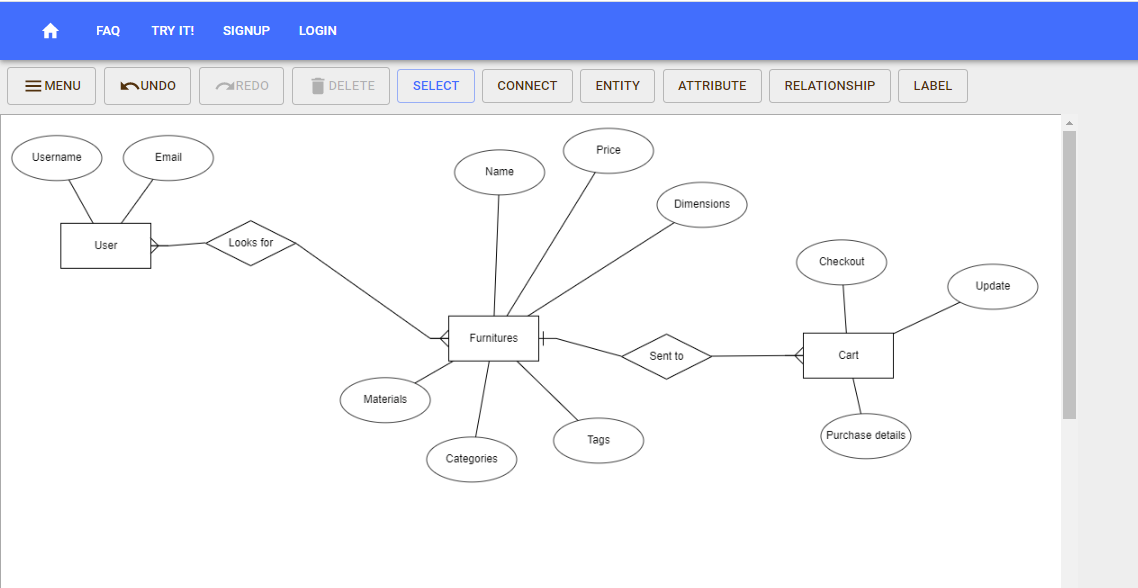 FAQ TRY IT! SIGNUP LOGIN
MENU UNDO REDO DELETE SELECT CONNECT ENTITY ATTRIBUTE RELATIONSHIP LABEL
Username
Email
Name
Price
Dimensions
User
Looks for
Checkout
Update
Furnitures
Sent to
Cart
Materials
Categories
Tags
Purchase details